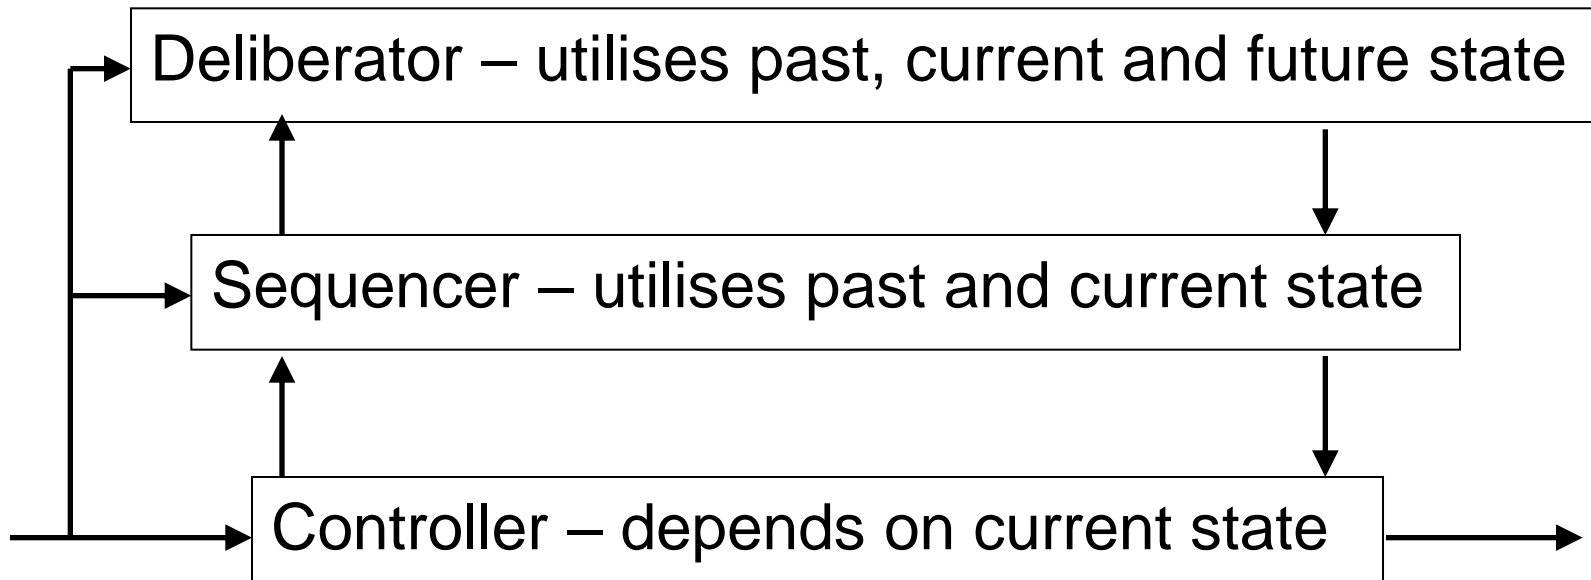 Deliberator – utilises past, current and future state
Sequencer – utilises past and current state
Controller – depends on current state